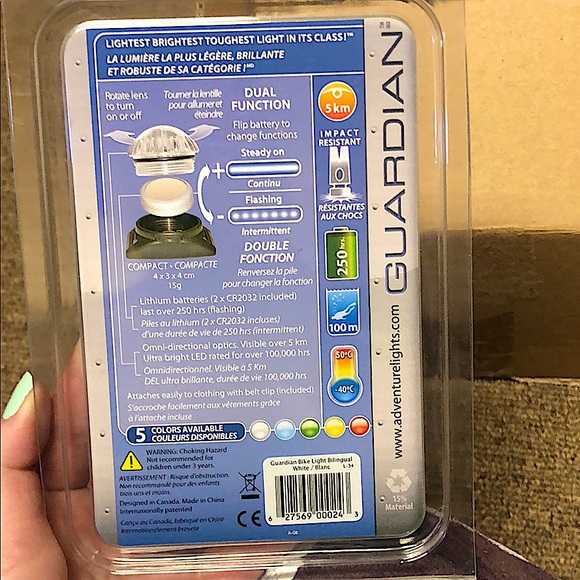 LIGHTEST BRIGHTEST TOUGHEST LIGHT IN ITS CLASS!™
LA LUMIÈRE LA PLUS LÉGÈRE, BRILLANTE
ET ROBUSTE DE SA CATÉGORIE !MD
Rotate lens
to turn
on or off
Tourner la lentille
pour allumer et
éteindre
DUAL
FUNCTION
Flip battery to
change functions
Steady on
+
Continu
Flashing
-
Intermittent
DOUBLE
FONCTION
Renversez la pile
pour changer la fonction
COMPACT • COMPACTE
4 x 3 x 4 cm
15g
Lithium batteries (2 x CR2032 included)
last over 250 hrs (flashing)
Piles au lithium (2 x CR2032 incluses)
d'une durée de vie de 250 hrs (intermittent)
Omni-directional optics. Visible over 5 km
Ultra bright LED rated for over 100,000 hrs
Omnidirectionnel. Visible à 5 Km
DEL ultra brillante, durée de vie 100,000 hrs
Attaches easily to clothing with belt clip (included)
S'accroche facilement aux vêtements grâce
à l'attache incluse
5 COLORS AVAILABLE
COULEURS DISPONIBLES
WARNING: Choking Hazard
Not recommended for
children under 3 years.
AVERTISSEMENT : Risque d'obstruction.
Non recommandé pour des enfants
trois ans et moins.
Designed in Canada. Made in China
Internationally patented
Conçu au Canada, fabriqué en Chine
Internationalement breveté
CE
Guardian Bike Light Bilingual
White / Blanc L-34
6 27569 00024 3
A-08
5 km
IMPACT
RESISTANT
RÉSISTANTES
AUX CHOCS
250 hrs.
100 m
50°C
-40°C
GUARDIAN
www.adventurelights.com
15%
Material